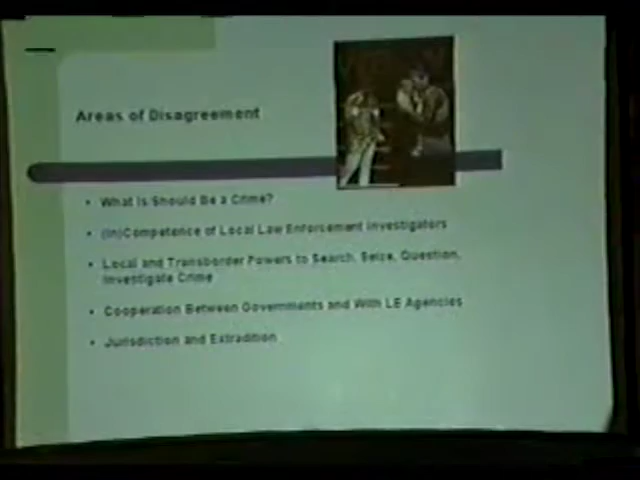 Areas of Disagreement
• What Is Should Be a Crime?
• (In)Competence of Local Law Enforcement Investigators
• Local and Transborder Powers to Search, Seize, Question,
Investigate Crime
• Cooperation Between Governments and With LE Agencies
• Jurisdiction and Extradition